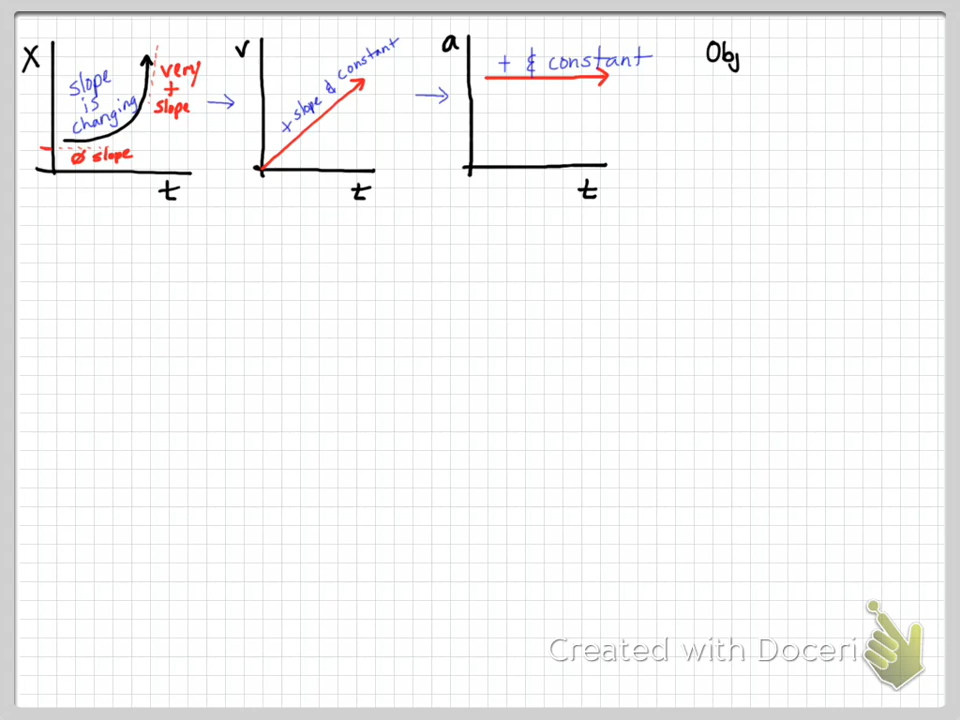 X
slope
is
changing
very
+
slope
ø slope
t
→
v
x slope & constant
t
→
a
+ & constant
t
Obj
Created with Doceri